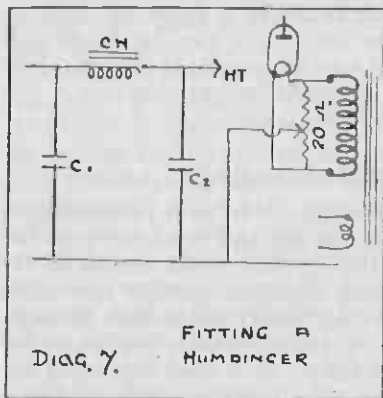 CH
HT
20 Ω.
C1
C2
FITTING A
DIAG. 7. HUMDINGER